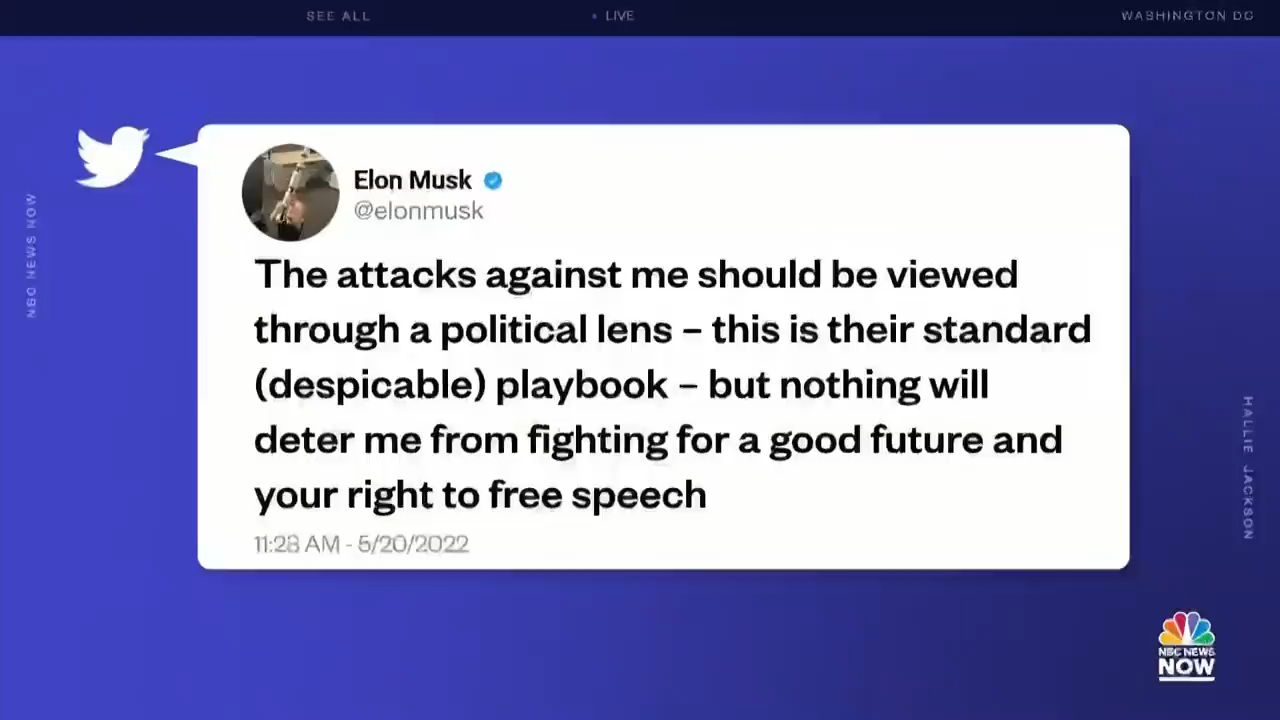 SEE ALL
LIVE
WASHINGTON DC
NBC NEWS NOW
Elon Musk
@elonmusk
The attacks against me should be viewed
through a political lens – this is their standard
(despicable) playbook – but nothing will
deter me from fighting for a good future and
your right to free speech
11:28 AM - 5/20/2022
HALLIE JACKSON
NBC NEWS
NOW